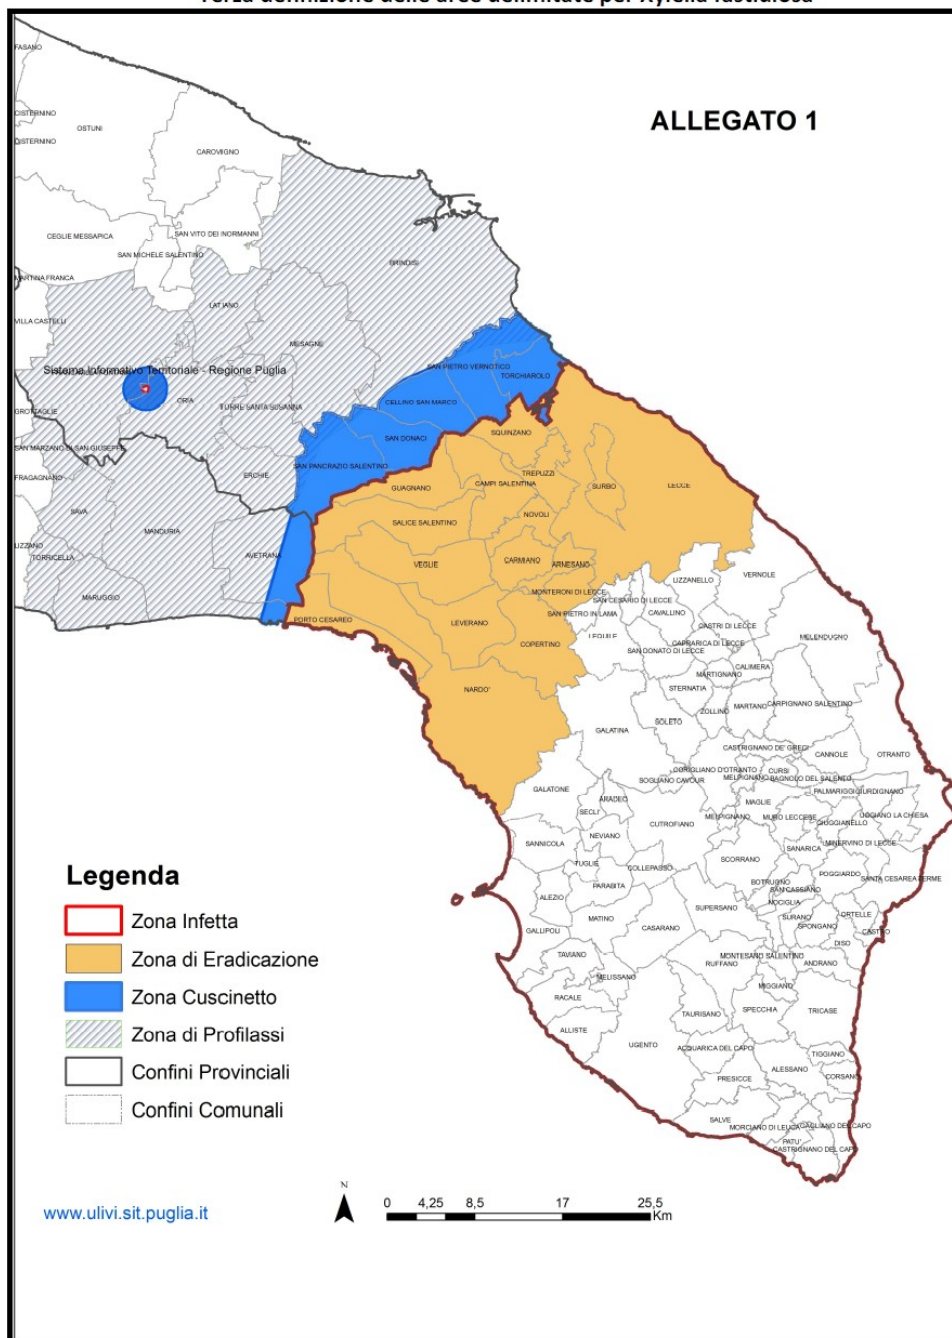 Terza definizione delle aree delimitate per Xylella fastidiosa
ALLEGATO 1
FASANO
CISTERNINO
OSTUNI
CISTERNINO
CAROVIGNO
CEGLIE MESSAPICA
SAN VITO DEI NORMANNI
SAN MICHELE SALENTINO
BRINDISI
MARTINA FRANCA
LATIANO
VILLA CASTELLI
MESAGNE
Sistema Informativo Territoriale - Regione Puglia
SAN PIETRO VERNOTICO
TORCHIAROLO
ORIA
CELLINO SAN MARCO
GROTTAGLIE
TORRE SANTA SUSANNA
SQUINZANO
SAN DONACI
SAN MARZANO DI SAN GIUSEPPE
SAN PANCRAZIO SALENTINO
TREPUZZI
FRAGAGNANO
ERCHIE
CAMPI SALENTINA
GUAGNANO
SURBO
LECCE
SAVA
NOVOLI
SALICE SALENTINO
MANDURIA
LIZZANO
AVETRANA
TORRICELLA
CARMIANO
VEGLIE
ARNESANO
VERNOLE
LIZZANELLO
MONTERONI DI LECCE
MARUGGIO
SAN CESARIO DI LECCE
PORTO CESAREO
SAN PIETRO IN LAMA
CAVALLINO
LEVERANO
CASTRI DI LECCE
LEQUILE
MELENDUGNO
COPERTINO
CAPRARICA DI LECCE
SAN DONATO DI LECCE
CALIMERA
MARTIGNANO
NARDO'
STERNATIA
MARTANO
CARPIGNANO SALENTINO
ZOLLINO
SOLETO
GALATINA
CASTRIGNANO DE' GRECI
CANNOLE
OTRANTO
CORIGLIANO D'OTRANTO
CURSI
SOGLIANO CAVOUR
MELPIGNANO
BAGNOLO DEL SALENTO
GALATONE
PALMARIGGI
GIURDIGNANO
ARADEO
MAGLIE
SECLI'
CUTROFIANO
MELPIGNANO
MURO LECCESE
UGGIANO LA CHIESA
GIUGGIANELLO
NEVIANO
SANNICOLA
MINERVINO DI LECCE
SANARICA
SCORRANO
TUGLIE
COLLEPASSO
POGGIARDO
SANTA CESAREA TERME
BOTRUGNO
PARABITA
SAN CASSIANO
ALEZIO
NOCIGLIA
SUPERSANO
ORTELLE
MATINO
SURANO
SPONGANO
CASARANO
GALLIPOLI
CASTRO
DISO
TAVIANO
MONTESANO SALENTINO
RUFFANO
ANDRANO
MELISSANO
MIGGIANO
RACALE
SPECCHIA
TRICASE
TAURISANO
ALLISTE
UGENTO
ACQUARICA DEL CAPO
TIGGIANO
ALESSANO
CORSANO
PRESICCE
SALVE
MORCIANO DI LEUCA
GAGLIANO DEL CAPO
PATU'
CASTRIGNANO DEL CAPO
Legenda
Zona Infetta
Zona di Eradicazione
Zona Cuscinetto
Zona di Profilassi
Confini Provinciali
Confini Comunali
www.ulivi.sit.puglia.it
N
0 4,25 8,5 17 25,5
Km